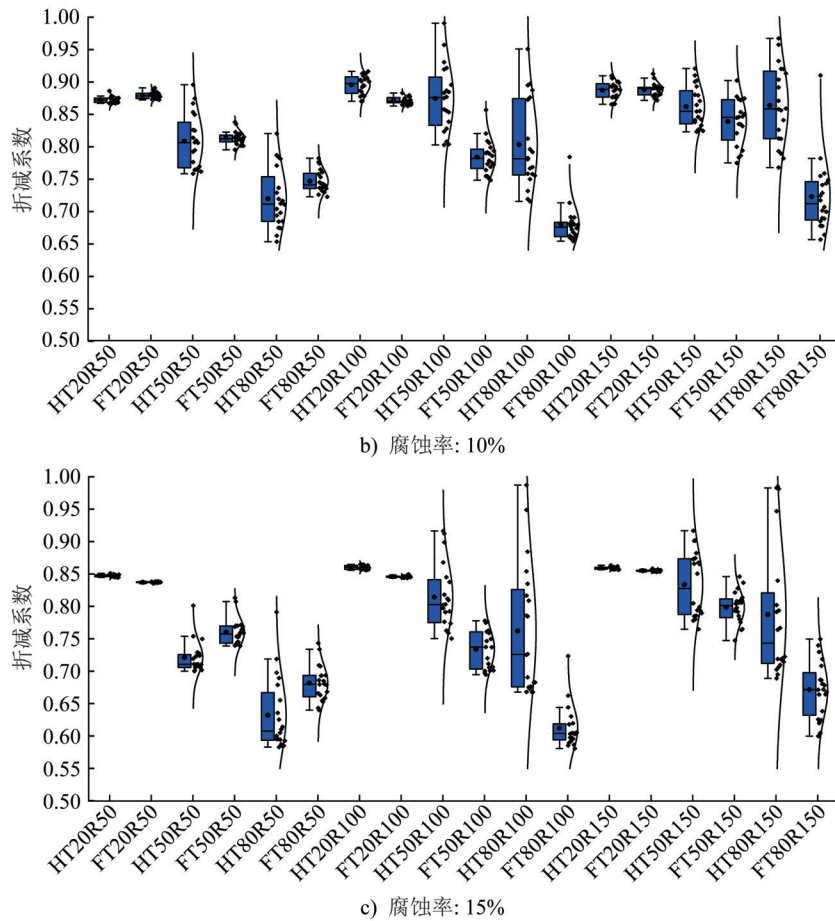 1.00
0.95
0.90
0.85
0.80
0.75
0.70
0.65
0.60
0.55
0.50
折减系数
HT20R50
FT20R50
HT50R50
FT50R50
HT80R50
FT80R50
HT20R100
FT20R100
HT50R100
FT50R100
HT80R100
FT80R100
HT20R150
FT20R150
HT50R150
FT50R150
HT80R150
FT80R150
b) 腐蚀率: 10%
1.00
0.95
0.90
0.85
0.80
0.75
0.70
0.65
0.60
0.55
0.50
折减系数
HT20R50
FT20R50
HT50R50
FT50R50
HT80R50
FT80R50
HT20R100
FT20R100
HT50R100
FT50R100
HT80R100
FT80R100
HT20R150
FT20R150
HT50R150
FT50R150
HT80R150
FT80R150
c) 腐蚀率: 15%